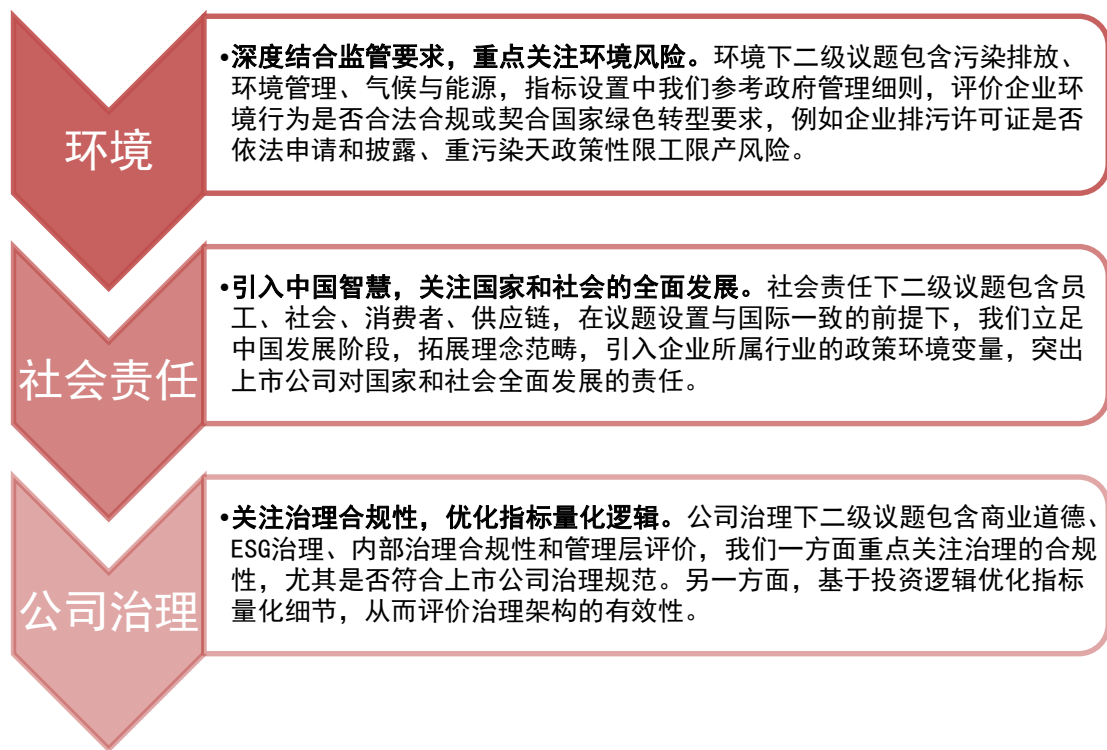 环境
•深度结合监管要求，重点关注环境风险。环境下二级议题包含污染排放、
环境管理、气候与能源，指标设置中我们参考政府管理细则，评价企业环
境行为是否合法合规或契合国家绿色转型要求，例如企业排污许可证是否
依法申请和披露、重污染天政策性限工限产风险。
社会责任
•引入中国智慧，关注国家和社会的全面发展。社会责任下二级议题包含员
工、社会、消费者、供应链，在议题设置与国际一致的前提下，我们立足
中国发展阶段，拓展理念范畴，引入企业所属行业的政策环境变量，突出
上市公司对国家和社会全面发展的责任。
公司治理
•关注治理合规性，优化指标量化逻辑。公司治理下二级议题包含商业道德、
ESG治理、内部治理合规性和管理层评价，我们一方面重点关注治理的合规
性，尤其是否符合上市公司治理规范。另一方面，基于投资逻辑优化指标
量化细节，从而评价治理架构的有效性。